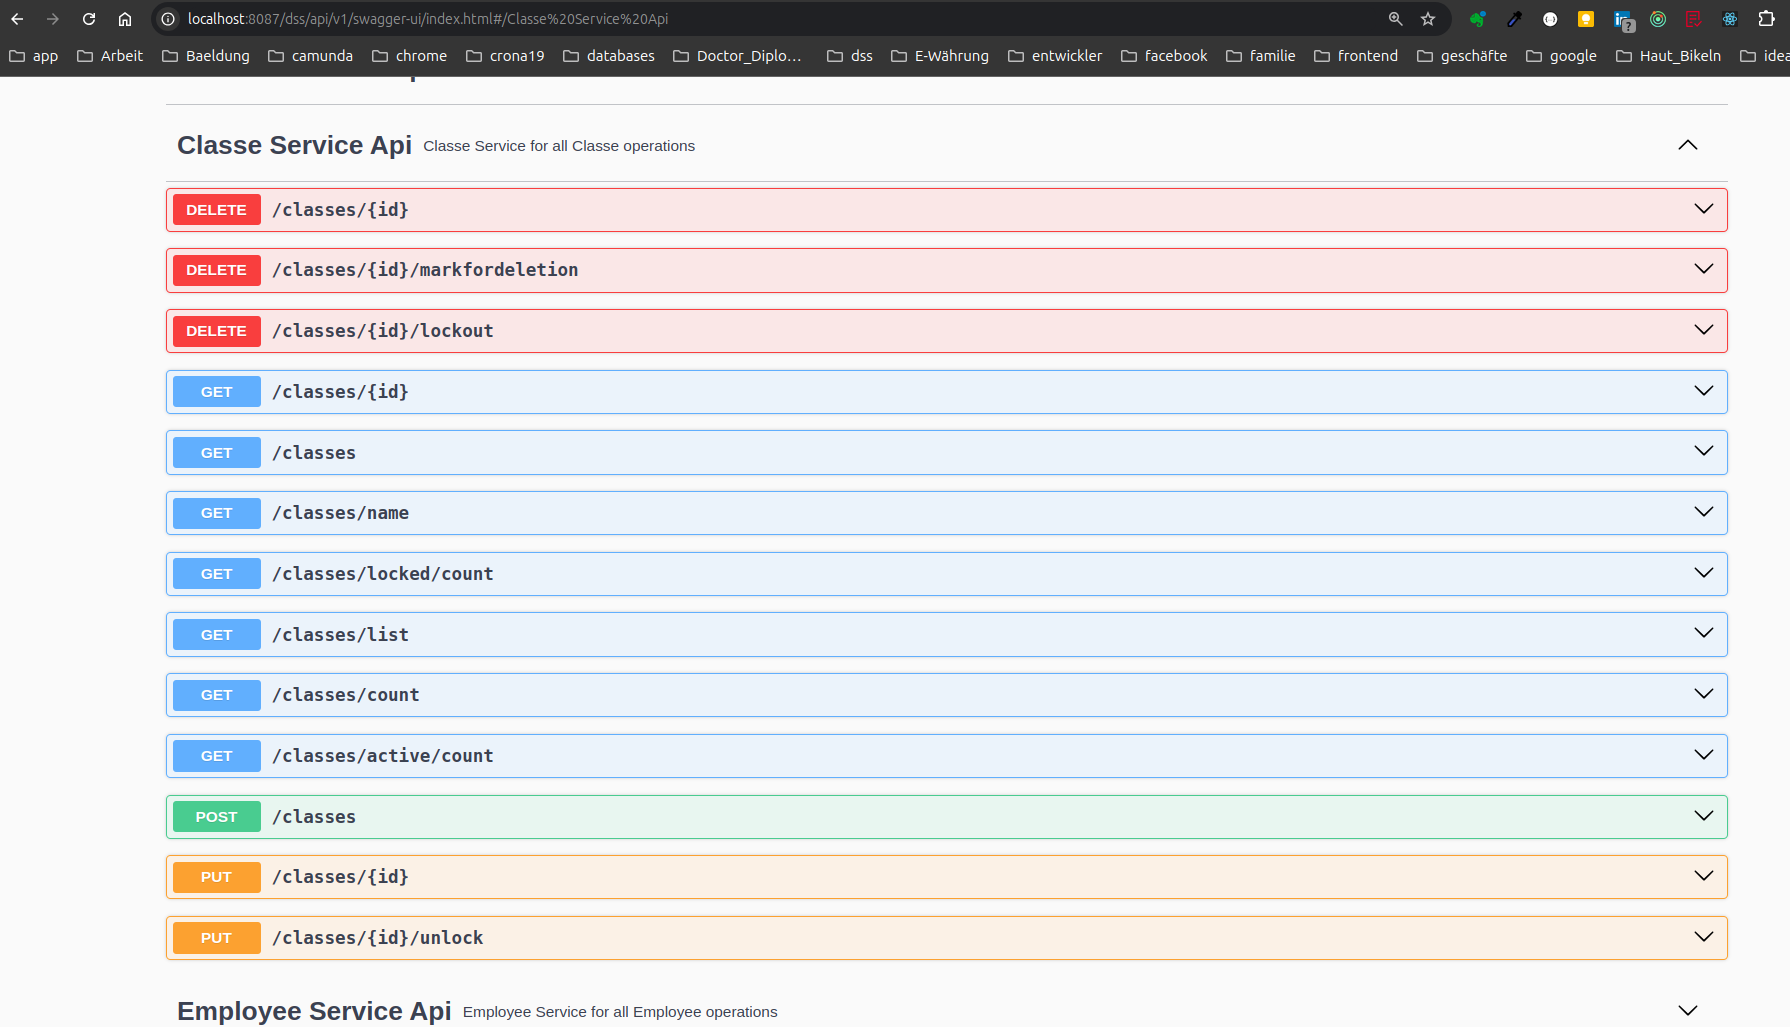 localhost:8087/dss/api/v1/swagger-ui/index.html#/Classe%20Service%20Api
app Arbeit Baeldung camunda chrome crona19 databases Doctor_Diplo... dss E-Währung entwickler facebook familie frontend geschäfte google Haut_Bikeln idea
Classe Service Api Classe Service for all Classe operations
DELETE /classes/{id}
DELETE /classes/{id}/markfordeletion
DELETE /classes/{id}/lockout
GET /classes/{id}
GET /classes
GET /classes/name
GET /classes/locked/count
GET /classes/list
GET /classes/count
GET /classes/active/count
POST /classes
PUT /classes/{id}
PUT /classes/{id}/unlock
Employee Service Api Employee Service for all Employee operations